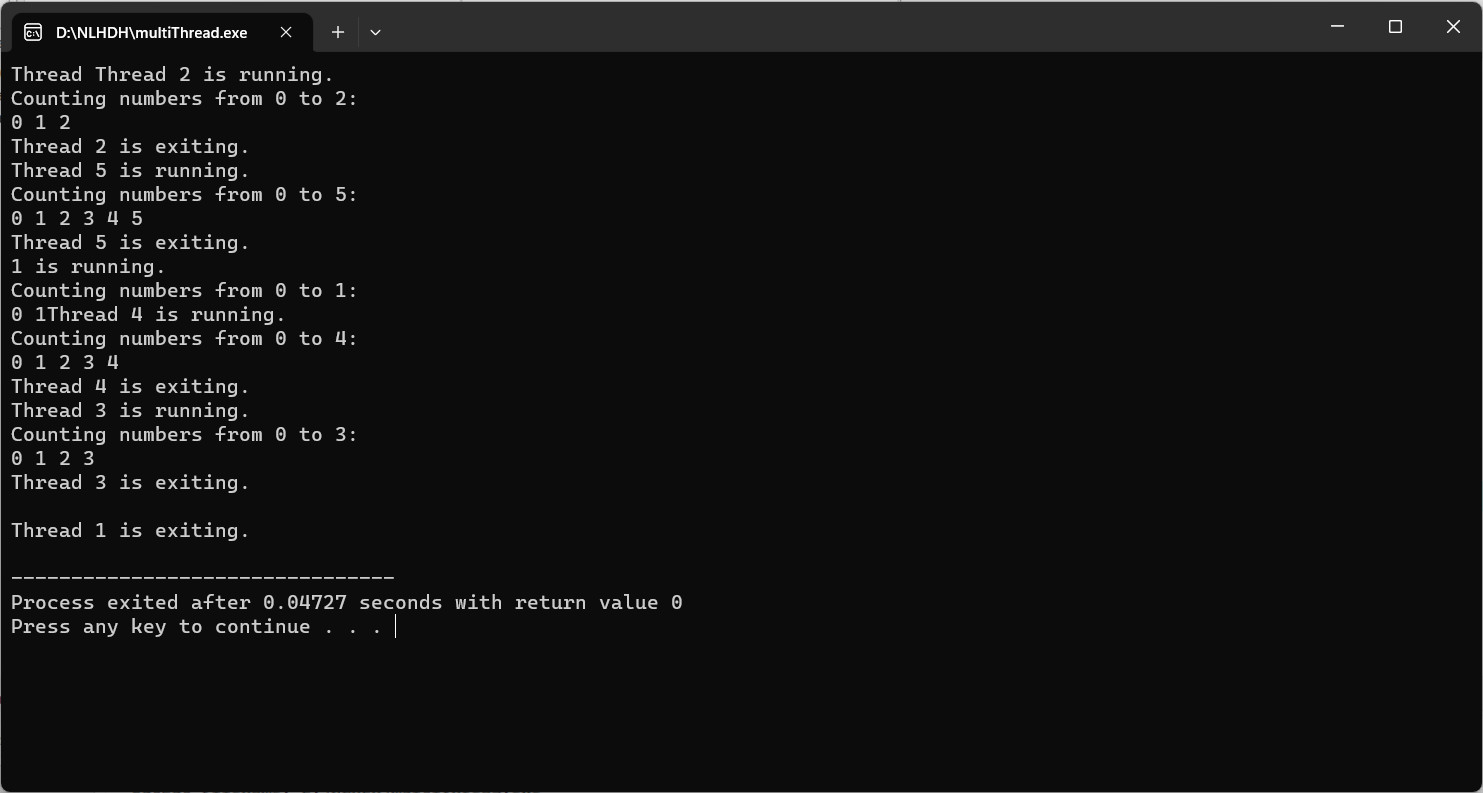 D:\NLHDH\multiThread.exe
Thread Thread 2 is running.
Counting numbers from 0 to 2:
0 1 2
Thread 2 is exiting.
Thread 5 is running.
Counting numbers from 0 to 5:
0 1 2 3 4 5
Thread 5 is exiting.
1 is running.
Counting numbers from 0 to 1:
0 1Thread 4 is running.
Counting numbers from 0 to 4:
0 1 2 3 4
Thread 4 is exiting.
Thread 3 is running.
Counting numbers from 0 to 3:
0 1 2 3
Thread 3 is exiting.
Thread 1 is exiting.
--------------------------------
Process exited after 0.04727 seconds with return value 0
Press any key to continue . . .